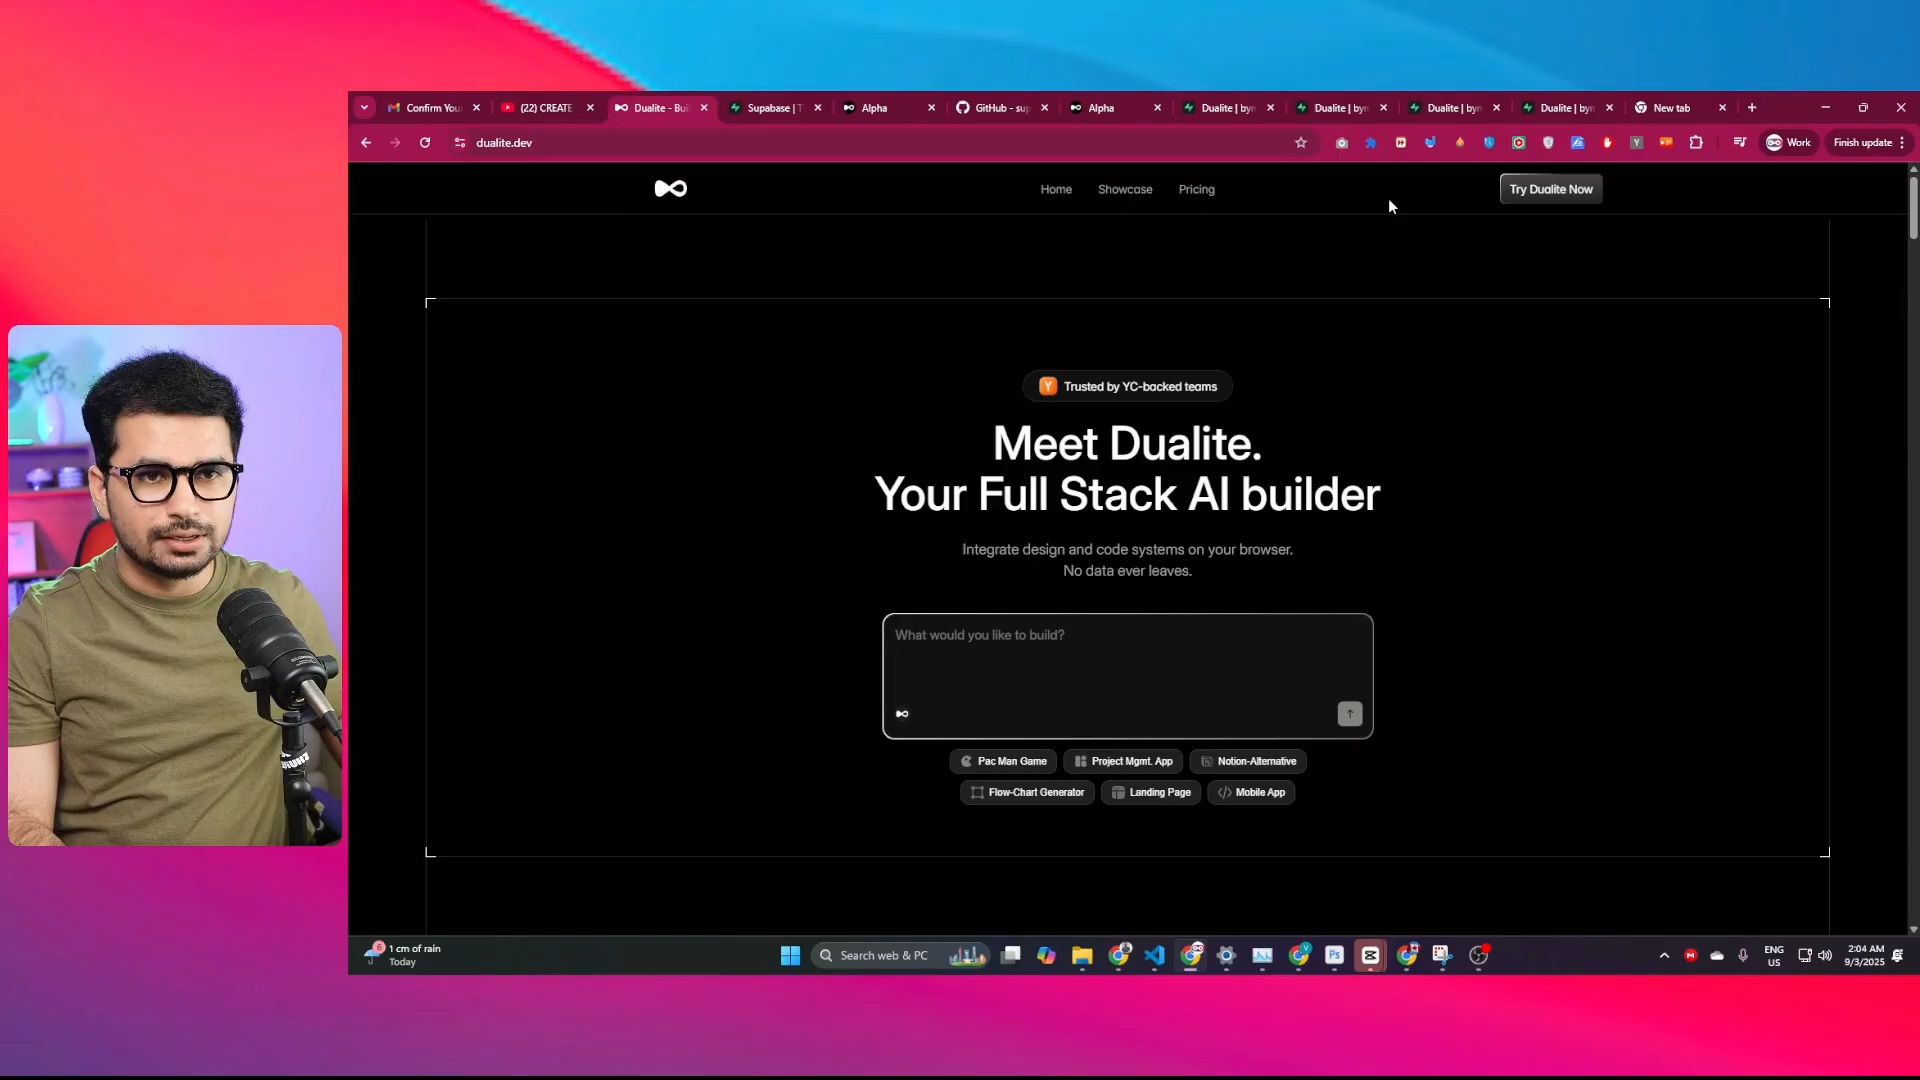 Confirm You
(22) CREATE
Dualite - Bui
Supabase | T
Alpha
GitHub - sup
Alpha
Dualite | byn
Dualite | byn
Dualite | byn
Dualite | byn
New tab
dualite.dev
Work
Finish update
Home
Showcase
Pricing
Try Dualite Now
Y
Trusted by YC-backed teams
Meet Dualite.
Your Full Stack AI builder
Integrate design and code systems on your browser.
No data ever leaves.
What would you like to build?
Pac Man Game
Project Mgmt. App
Notion-Alternative
Flow-Chart Generator
Landing Page
Mobile App
6
1 cm of rain
Today
Search web & PC
Ps
ENG
US
2:04 AM
9/3/2025